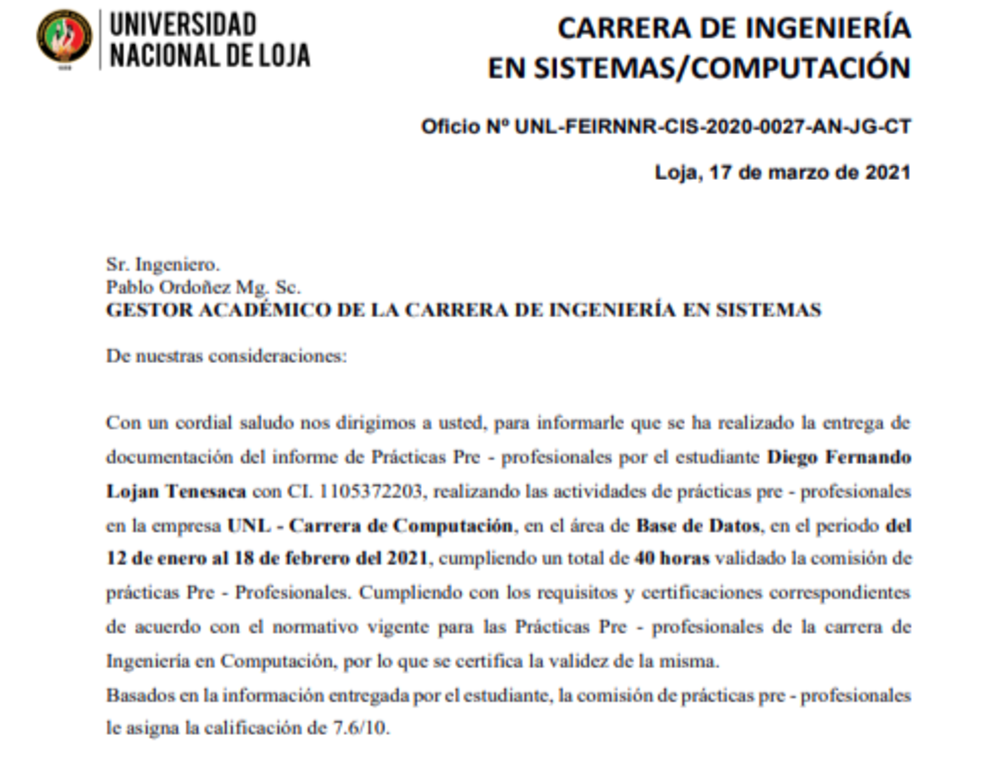 UNIVERSIDAD
NACIONAL DE LOJA
CARRERA DE INGENIERÍA
EN SISTEMAS/COMPUTACIÓN
Oficio Nº UNL-FEIRNNR-CIS-2020-0027-AN-JG-CT
Loja, 17 de marzo de 2021
Sr. Ingeniero.
Pablo Ordoñez Mg. Sc.
GESTOR ACADÉMICO DE LA CARRERA DE INGENIERÍA EN SISTEMAS
De nuestras consideraciones:
Con un cordial saludo nos dirigimos a usted, para informarle que se ha realizado la entrega de
documentación del informe de Prácticas Pre - profesionales por el estudiante Diego Fernando
Lojan Tenesaca con CI. 1105372203, realizando las actividades de prácticas pre - profesionales
en la empresa UNL - Carrera de Computación, en el área de Base de Datos, en el periodo del
12 de enero al 18 de febrero del 2021, cumpliendo un total de 40 horas validado la comisión de
prácticas Pre - Profesionales. Cumpliendo con los requisitos y certificaciones correspondientes
de acuerdo con el normativo vigente para las Prácticas Pre - profesionales de la carrera de
Ingeniería en Computación, por lo que se certifica la validez de la misma.
Basados en la información entregada por el estudiante, la comisión de prácticas pre - profesionales
le asigna la calificación de 7.6/10.